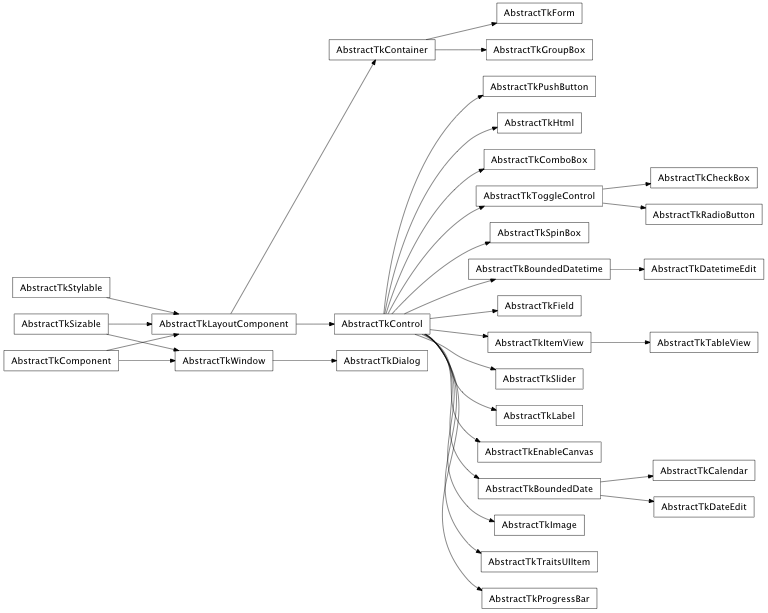 AbstractTkForm
AbstractTkContainer
AbstractTkGroupBox
AbstractTkPushButton
AbstractTkHtml
AbstractTkComboBox
AbstractTkCheckBox
AbstractTkToggleControl
AbstractTkRadioButton
AbstractTkSpinBox
AbstractTkBoundedDatetime
AbstractTkDatetimeEdit
AbstractTkStylable
AbstractTkField
AbstractTkSizable
AbstractTkLayoutComponent
AbstractTkControl
AbstractTkItemView
AbstractTkTableView
AbstractTkComponent
AbstractTkWindow
AbstractTkDialog
AbstractTkSlider
AbstractTkLabel
AbstractTkEnableCanvas
AbstractTkCalendar
AbstractTkBoundedDate
AbstractTkDateEdit
AbstractTkImage
AbstractTkTraitsUIItem
AbstractTkProgressBar